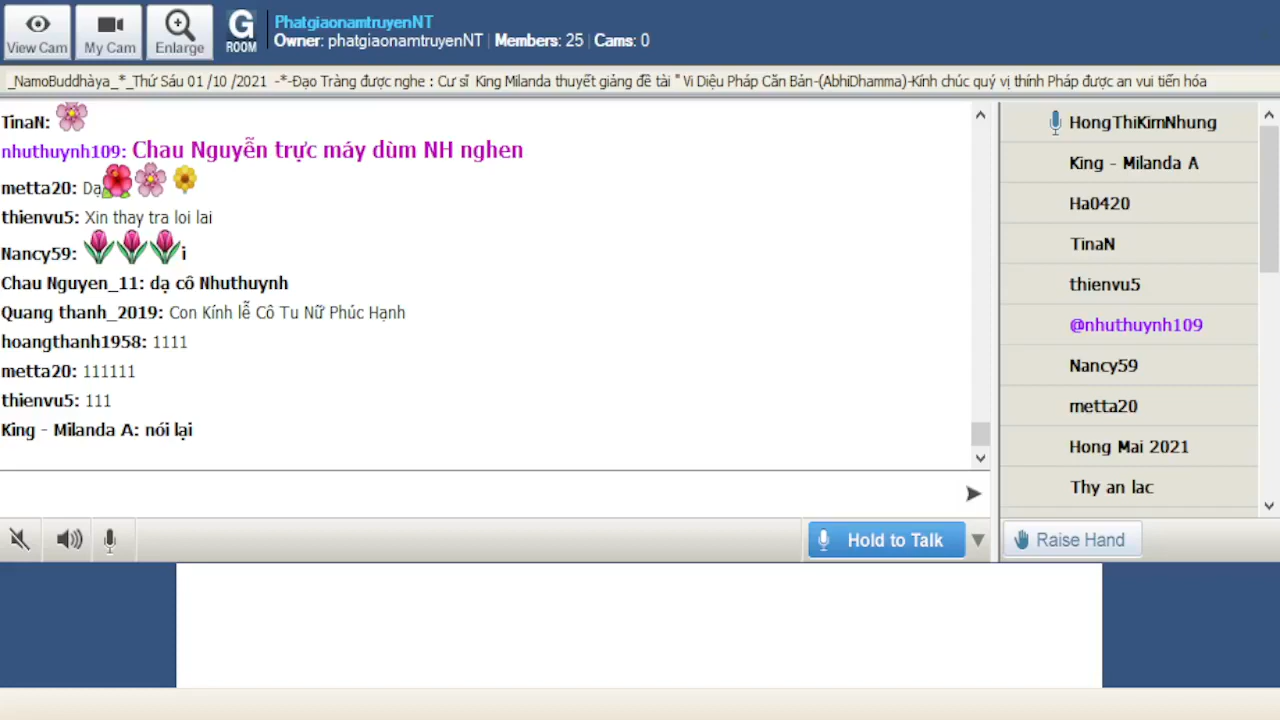 View Cam
My Cam
Enlarge
G
ROOM
PhatgiaonamtruyenNT
Owner: phatgiaonamtruyenNT | Members: 25 | Cams: 0
_NamoBuddhàya_*_Thứ Sáu 01 /10 /2021 -*-Đạo Tràng được nghe : Cư sĩ King Milanda thuyết giảng đề tài " Vi Diệu Pháp Căn Bản-(AbhiDhamma)-Kính chúc quý vị thính Pháp được an vui tiến hóa
TinaN:
nhuthuynh109: Chau Nguyễn trực máy dùm NH nghen
metta20: Dạ
thienvu5: Xin thay tra loi lai
Nancy59: i
Chau Nguyen_11: dạ cô Nhuthuynh
Quang thanh_2019: Con Kính lễ Cô Tu Nữ Phúc Hạnh
hoangthanh1958: 1111
metta20: 111111
thienvu5: 111
King - Milanda A: nói lại
HongThiKimNhung
King - Milanda A
Ha0420
TinaN
thienvu5
@nhuthuynh109
Nancy59
metta20
Hong Mai 2021
Thy an lac
Hold to Talk
Raise Hand